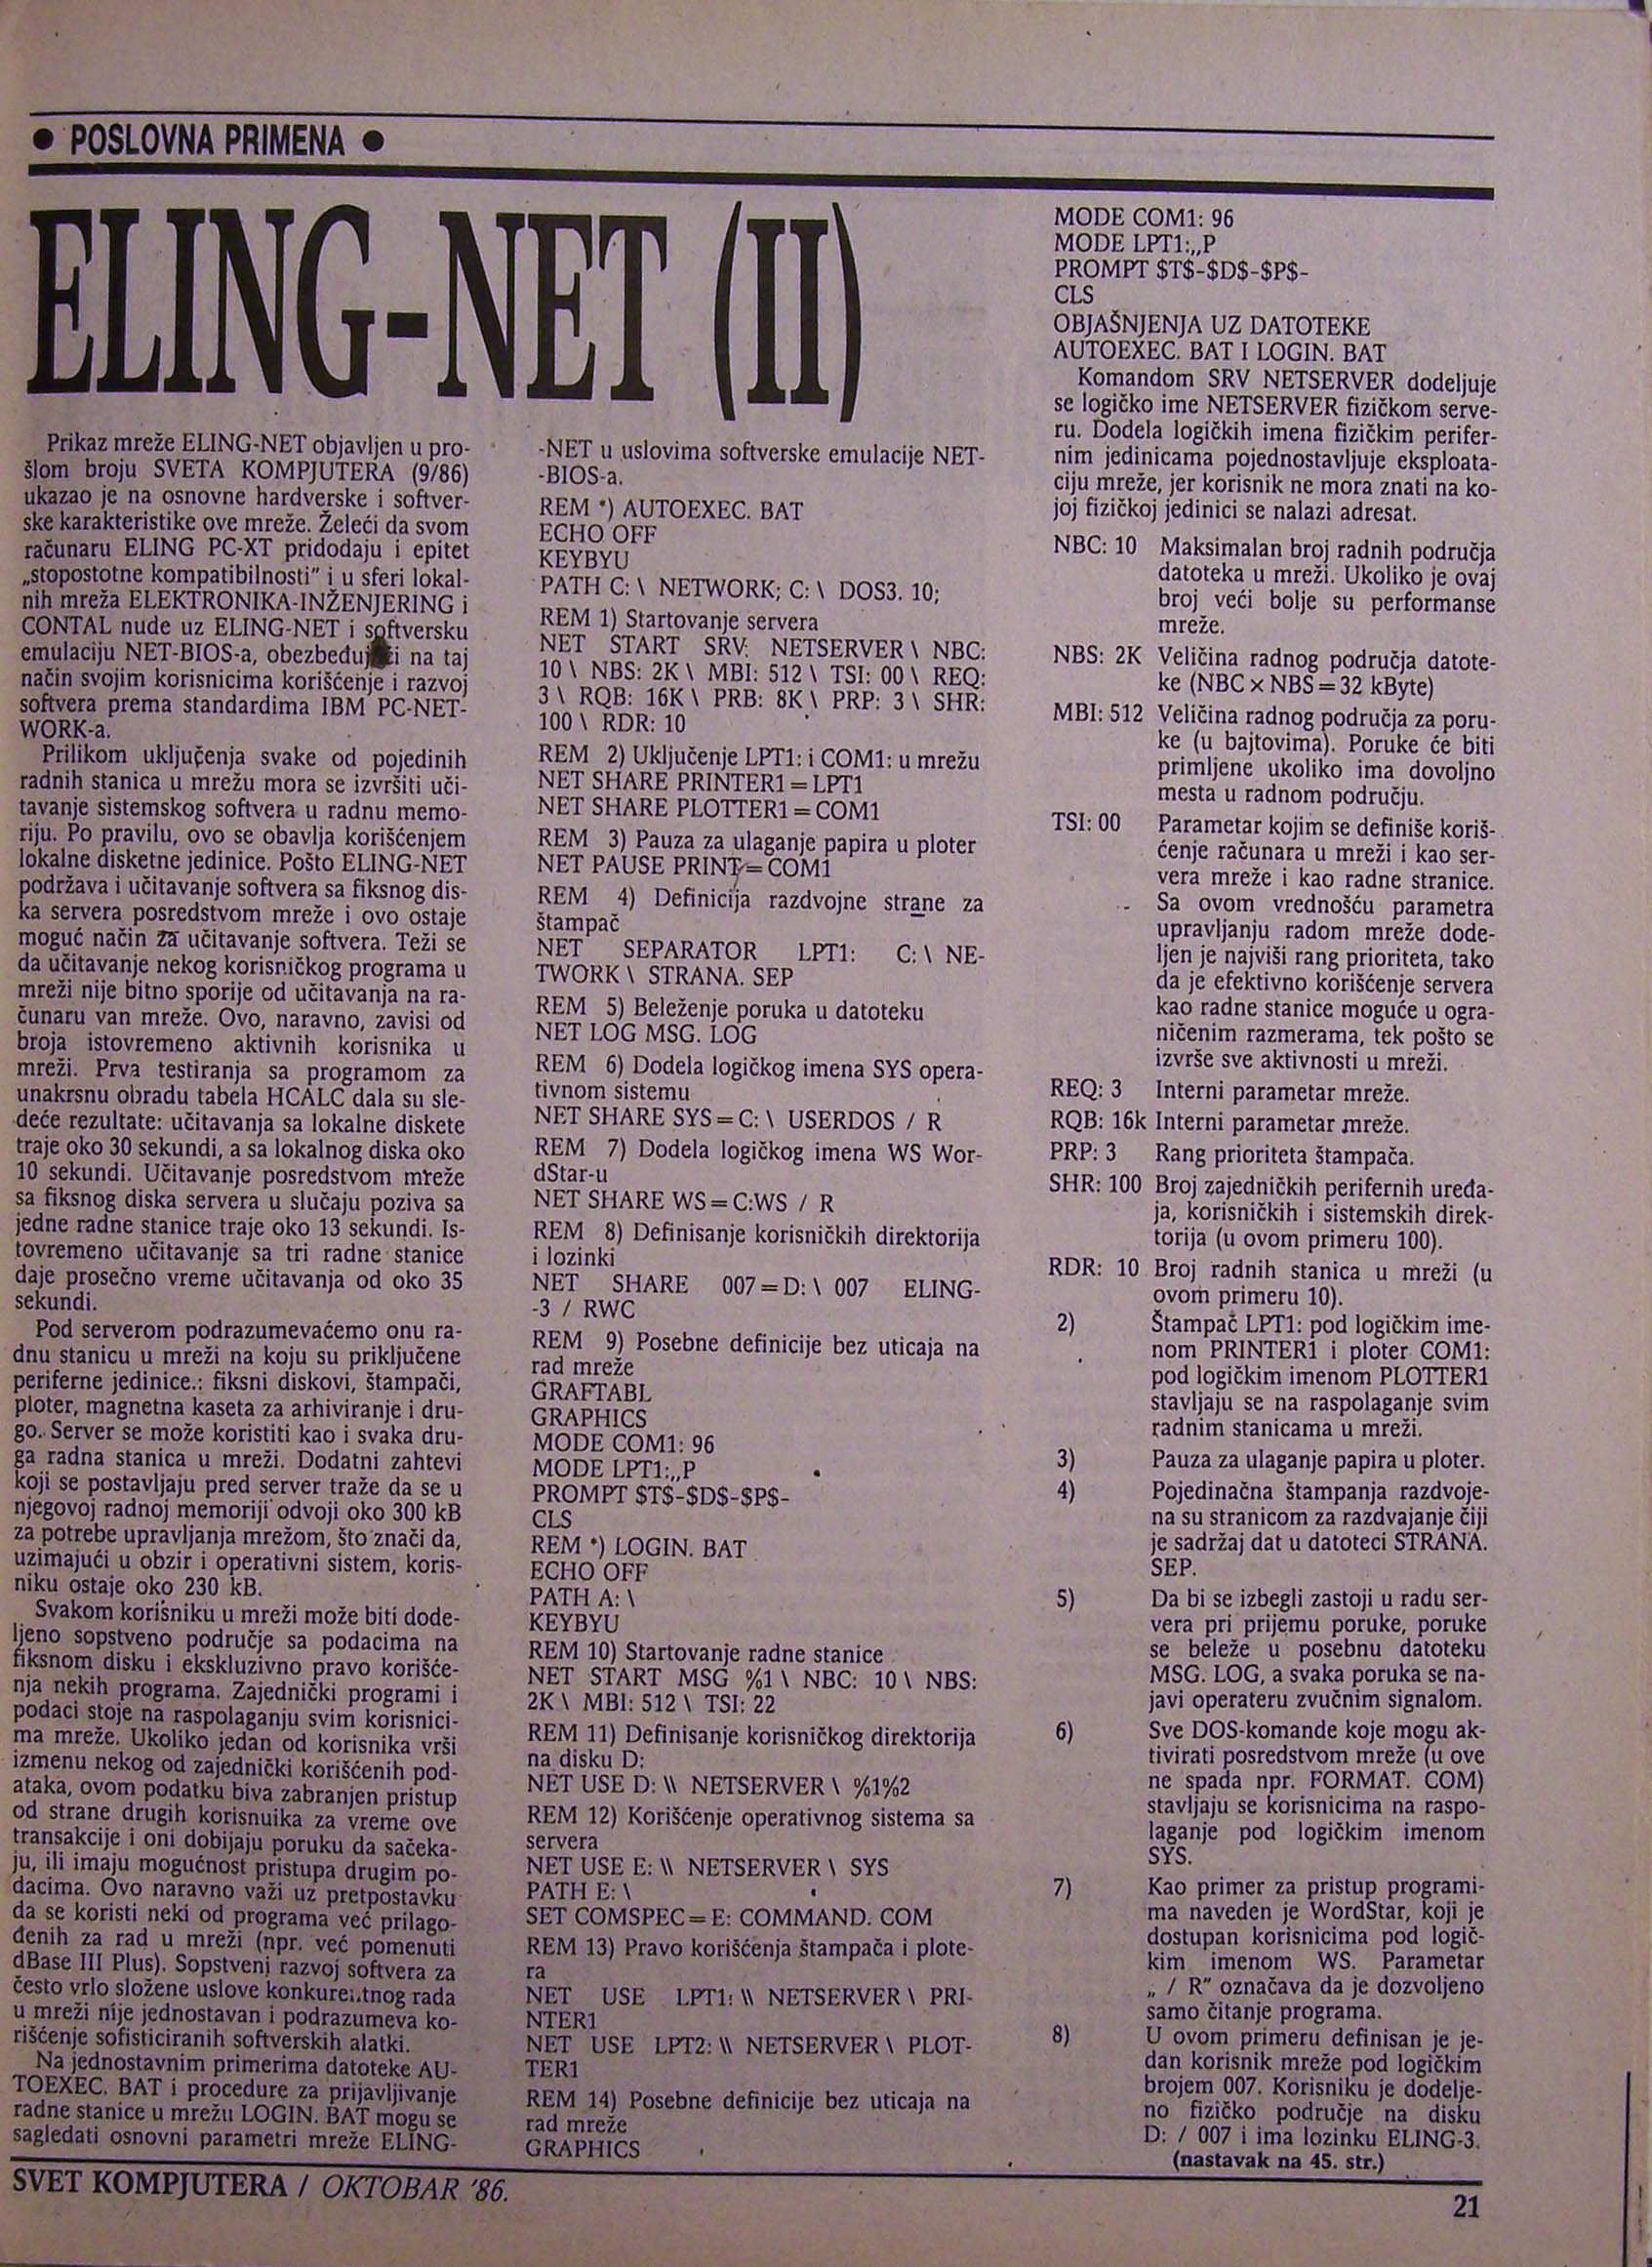 • POSLOVNA PRIMENA •
ELING-NET (II)
Prikaz mreže ELING-NET objavljen u pro-
šlom broju SVETA KOMPJUTERA (9/86)
ukazao je na osnovne hardverske i softver-
ske karakteristike ove mreže. Želeći da svom
računaru ELING PC-XT pridodaju i epitet
„stopostotne kompatibilnosti" i u sferi lokal-
nih mreža ELEKTRONIKA-INŽENJERING i
CONTAL nude uz ELING-NET i softversku
emulaciju NET-BIOS-a, na taj
način svojim korisnicima korišćenje i razvoj
softvera prema standardima IBM PC-NET-
WORK-a.
Prilikom uključenja svake od pojedinih
radnih stanica u mrežu mora se izvršiti uči-
tavanje sistemskog softvera u radnu memo-
riju. Po pravilu, ovo se obavlja korišćenjem
lokalne disketne jedinice. Pošto ELING-NET
podržava i učitavanje softvera sa fiksnog dis-
ka servera posredstvom mreže i ovo ostaje
moguć način za učitavanje softvera. Teži se
da učitavanje nekog korisničkog programa u
mreži nije bitno sporije od učitavanja na ra-
čunaru van mreže. Ovo, naravno, zavisi od
broja istovremeno aktivnih korisnika u
mreži. Prva testiranja sa programom za
unakrsnu obradu tabela HCALC dala su sle-
deće rezultate: učitavanja sa lokalne diskete
traje oko 30 sekundi, a sa lokalnog diska oko
10 sekundi. Učitavanje posredstvom mreže
sa fiksnog diska servera u slučaju poziva sa
jedne radne stanice traje oko 13 sekundi. Is-
tovremeno učitavanje sa tri radne stanice
daje prosečno vreme učitavanja od oko 35
sekundi.
Pod serverom podrazumevaćemo onu ra-
dnu stanicu u mreži na koju su priključene
periferne jedinice.: fiksni diskovi, štampači,
ploter, magnetna kaseta za arhiviranje i dru-
go. Server se može koristiti kao i svaka dru-
ga radna stanica u mreži. Dodatni zahtevi
koji se postavljaju pred server traže da se u
njegovoj radnoj memoriji odvoji oko 300 kB
za potrebe upravljanja mrežom, što znači da,
uzimajući u obzir i operativni sistem, koris-
niku ostaje oko 230 kB.
Svakom korisniku u mreži može biti dode-
ljeno sopstveno područje sa podacima na
fiksnom disku i ekskluzivno pravo korišće-
nja nekih programa. Zajednički programi i
podaci stoje na raspolaganju svim korisnici-
ma mreže. Ukoliko jedan od korisnika vrši
izmenu nekog od zajednički korišćenih pod-
ataka, ovom podatku biva zabranjen pristup
od strane drugih korisnuika za vreme ove
transakcije i oni dobijaju poruku da sačeka-
ju, ili imaju mogućnost pristupa drugim po-
dacima. Ovo naravno važi uz pretpostavku
da se koristi neki od programa već prilago-
đenih za rad u mreži (npr. već pomenuti
dBase III Plus). Sopstveni razvoj softvera za
često vrlo složene uslove konkurentnog rada
u mreži nije jednostavan i podrazumeva ko-
rišćenje sofisticiranih softverskih alatki.
Na jednostavnim primerima datoteke AU-
TOEXEC. BAT i procedure za prijavljivanje
radne stanice u mrežu LOGIN. BAT mogu se
sagledati osnovni parametri mreže ELING-
-NET u uslovima softverske emulacije NET-
-BIOS-a.
REM *) AUTOEXEC. BAT
ECHO OFF
KEYBYU
PATH C: \ NETWORK; C: \ DOS3. 10;
REM 1) Startovanje servera
NET START SRV: NETSERVER \ NBC:
10 \ NBS: 2K \ MBI: 512 \ TSI: 00 \ REQ:
3 \ RQB: 16K \ PRB: 8K \ PRP: 3 \ SHR:
100 \ RDR: 10
REM 2) Uključenje LPT1: i COM1: u mrežu
NET SHARE PRINTER1 = LPT1
NET SHARE PLOTTER1 = COM1
REM 3) Pauza za ulaganje papira u ploter
NET PAUSE PRINT = COM1
REM 4) Definicija razdvojne strane za
štampač
NET SEPARATOR LPT1: C: \ NE-
TWORK \ STRANA. SEP
REM 5) Beleženje poruka u datoteku
NET LOG MSG. LOG
REM 6) Dodela logičkog imena SYS opera-
tivnom sistemu
NET SHARE SYS = C: \ USERDOS / R
REM 7) Dodela logičkog imena WS Wor-
dStar-u
NET SHARE WS = C:WS / R
REM 8) Definisanje korisničkih direktorija
i lozinki
NET SHARE 007 = D: \ 007 ELING-
-3 / RWC
REM 9) Posebne definicije bez uticaja na
rad mreže
GRAFTABL
GRAPHICS
MODE COM1: 96
MODE LPT1:,,P
PROMPT $T$-$D$-$P$-
CLS
REM *) LOGIN. BAT
ECHO OFF
PATH A: \
KEYBYU
REM 10) Startovanje radne stanice
NET START MSG %1 \ NBC: 10 \ NBS:
2K \ MBI: 512 \ TSI: 22
REM 11) Definisanje korisničkog direktorija
na disku D:
NET USE D: \\ NETSERVER \ %1%2
REM 12) Korišćenje operativnog sistema sa
servera
NET USE E: \\ NETSERVER \ SYS
PATH E: \
SET COMSPEC = E: COMMAND. COM
REM 13) Pravo korišćenja štampača i plote-
ra
NET USE LPT1: \\ NETSERVER \ PRI-
NTER1
NET USE LPT2: \\ NETSERVER \ PLOT-
TER1
REM 14) Posebne definicije bez uticaja na
rad mreže
GRAPHICS
MODE COM1: 96
MODE LPT1:,,P
PROMPT $T$-$D$-$P$-
CLS
OBJAŠNJENJA UZ DATOTEKE
AUTOEXEC. BAT I LOGIN. BAT
Komandom SRV NETSERVER dodeljuje
se logičko ime NETSERVER fizičkom serve-
ru. Dodela logičkih imena fizičkim perifer-
nim jedinicama pojednostavljuje eksploata-
ciju mreže, jer korisnik ne mora znati na ko-
joj fizičkoj jedinici se nalazi adresat.
NBC: 10 Maksimalan broj radnih područja
datoteka u mreži. Ukoliko je ovaj
broj veći bolje su performanse
mreže.
NBS: 2K Veličina radnog područja datote-
ke (NBC × NBS = 32 kByte)
MBI: 512 Veličina radnog područja za poru-
ke (u bajtovima). Poruke će biti
primljene ukoliko ima dovoljno
mesta u radnom području.
TSI: 00 Parametar kojim se definiše koriš-
ćenje računara u mreži i kao ser-
vera mreže i kao radne stranice.
Sa ovom vrednošću parametra
upravljanju radom mreže dode-
ljen je najviši rang prioriteta, tako
da je efektivno korišćenje servera
kao radne stanice moguće u ogra-
ničenim razmerama, tek pošto se
izvrše sve aktivnosti u mreži.
REQ: 3 Interni parametar mreže.
RQB: 16k Interni parametar mreže.
PRP: 3 Rang prioriteta štampača.
SHR: 100 Broj zajedničkih perifernih uređa-
ja, korisničkih i sistemskih direk-
torija (u ovom primeru 100).
RDR: 10 Broj radnih stanica u mreži (u
ovom primeru 10).
2) Štampač LPT1: pod logičkim ime-
nom PRINTER1 i ploter COM1:
pod logičkim imenom PLOTTER1
stavljaju se na raspolaganje svim
radnim stanicama u mreži.
3) Pauza za ulaganje papira u ploter.
4) Pojedinačna štampanja razdvoje-
na su stranicom za razdvajanje čiji
je sadržaj dat u datoteci STRANA.
SEP.
5) Da bi se izbegli zastoji u radu ser-
vera pri prijemu poruke, poruke
se beleže u posebnu datoteku
MSG. LOG, a svaka poruka se na-
javi operateru zvučnim signalom.
6) Sve DOS-komande koje mogu ak-
tivirati posredstvom mreže (u ove
ne spada npr. FORMAT. COM)
stavljaju se korisnicima na raspo-
laganje pod logičkim imenom
SYS.
7) Kao primer za pristup programi-
ma naveden je WordStar, koji je
dostupan korisnicima pod logič-
kim imenom WS. Parametar
„ / R" označava da je dozvoljeno
samo čitanje programa.
8) U ovom primeru definisan je je-
dan korisnik mreže pod logičkim
brojem 007. Korisniku je dodelje-
no fizičko područje na disku
D: / 007 i ima lozinku ELING-3.
(nastavak na 45. str.)
SVET KOMPJUTERA / OKTOBAR '86.
21